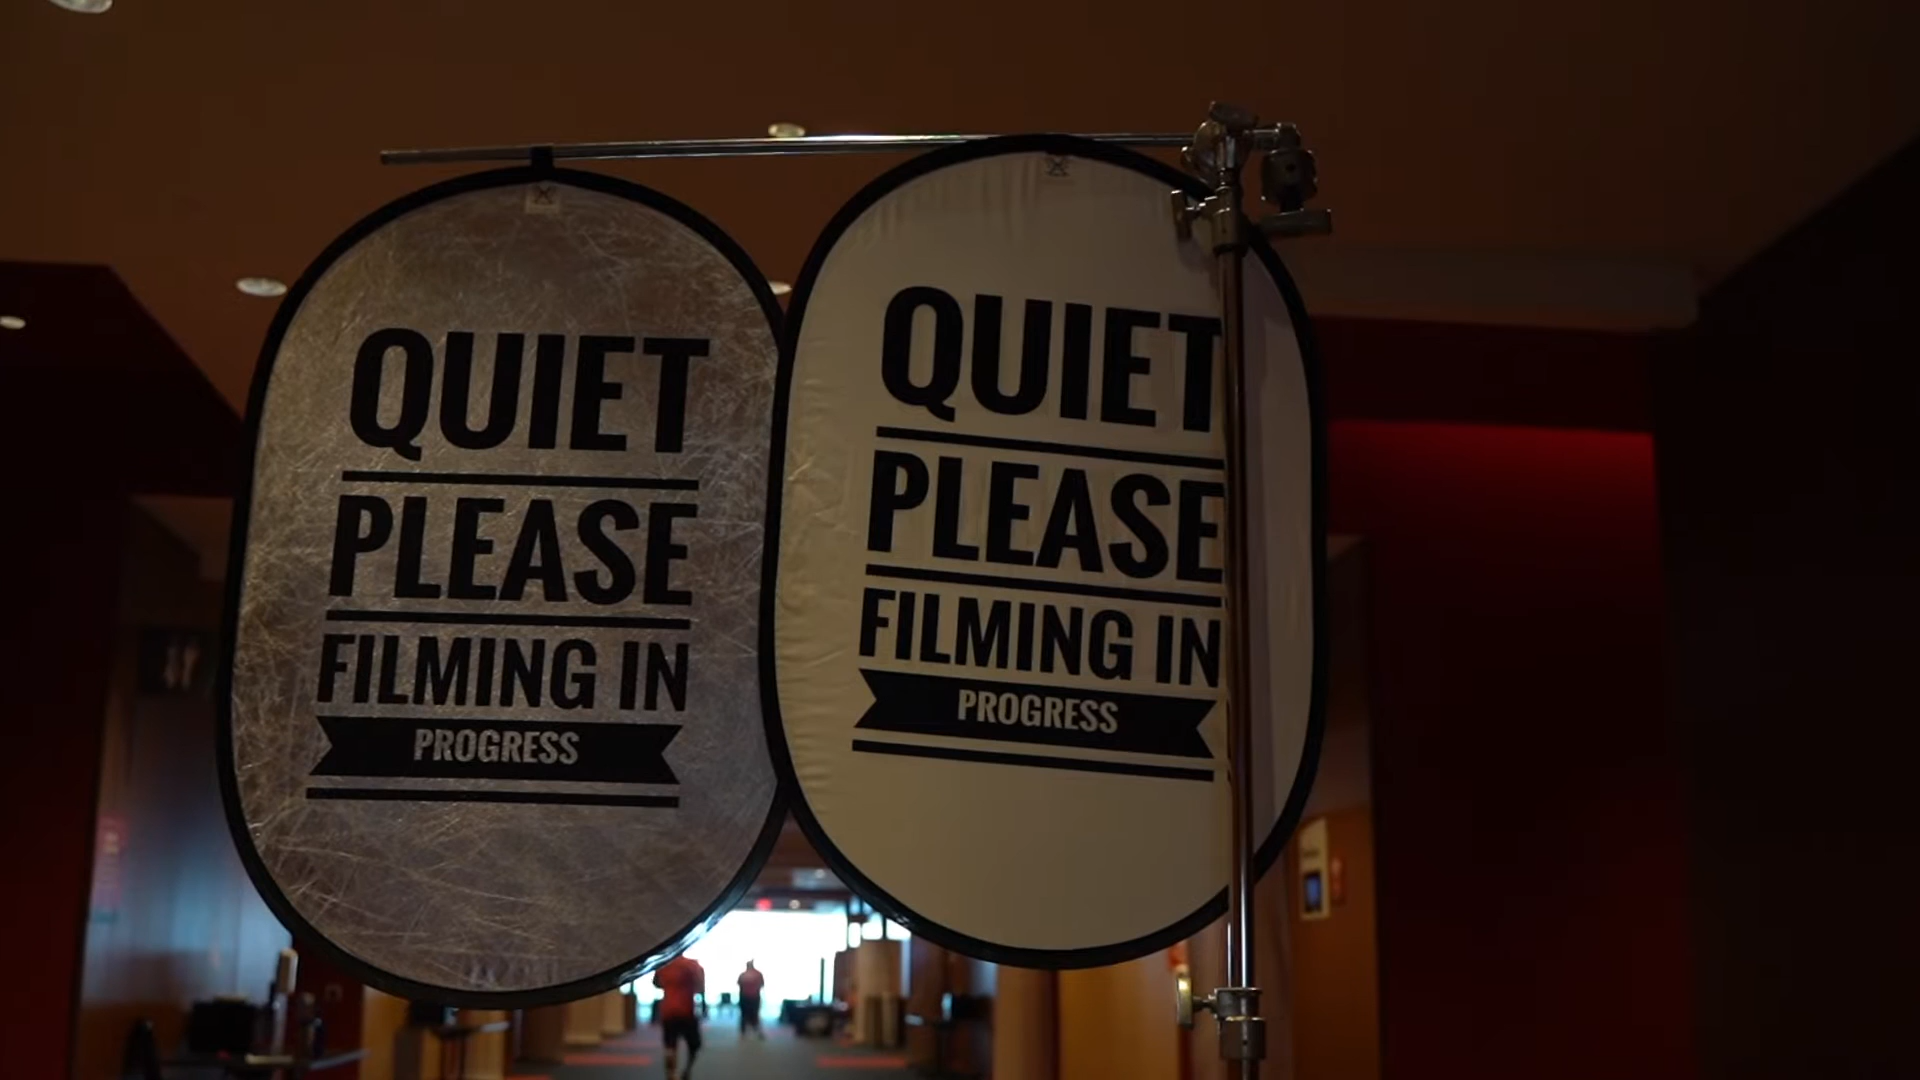 QUIET
PLEASE
FILMING IN
PROGRESS
QUIET
PLEASE
FILMING IN
PROGRESS